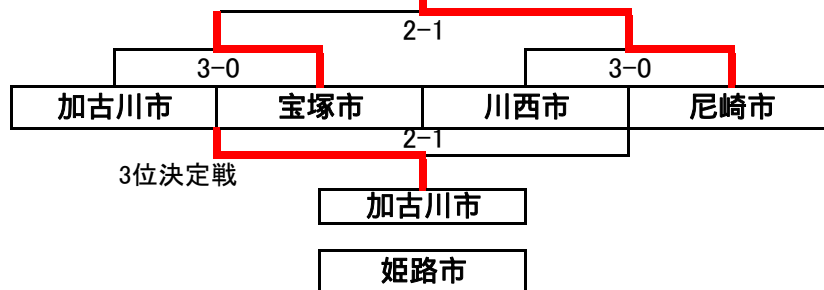 2-1
3-0 3-0
加古川市 宝塚市 川西市 尼崎市
2-1
3位決定戦
加古川市
姫路市